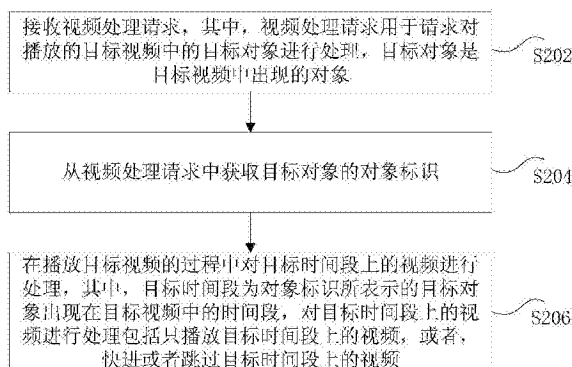 接收视频处理请求，其中，视频处理请求用于请求对
播放的目标视频中的目标对象进行处理，目标对象是
目标视频中出现的对象
S202
从视频处理请求中获取目标对象的对象标识
S204
在播放目标视频的过程中对目标时间段上的视频进行
处理，其中，目标时间段为对象标识所表示的目标对
象出现在目标视频中的时间段，对目标时间段上的视
频进行处理包括只播放目标时间段上的视频，或者，
快进或者跳过目标时间段上的视频
S206